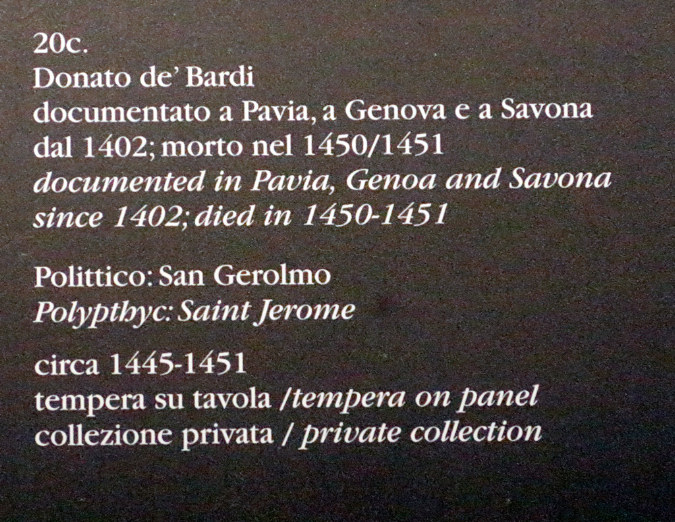 20c.
Donato de' Bardi
documentato a Pavia, a Genova e a Savona
dal 1402; morto nel 1450/1451
documented in Pavia, Genoa and Savona
since 1402; died in 1450-1451
Polittico: San Gerolmo
Polypthyc: Saint Jerome
circa 1445-1451
tempera su tavola /tempera on panel
collezione privata / private collection